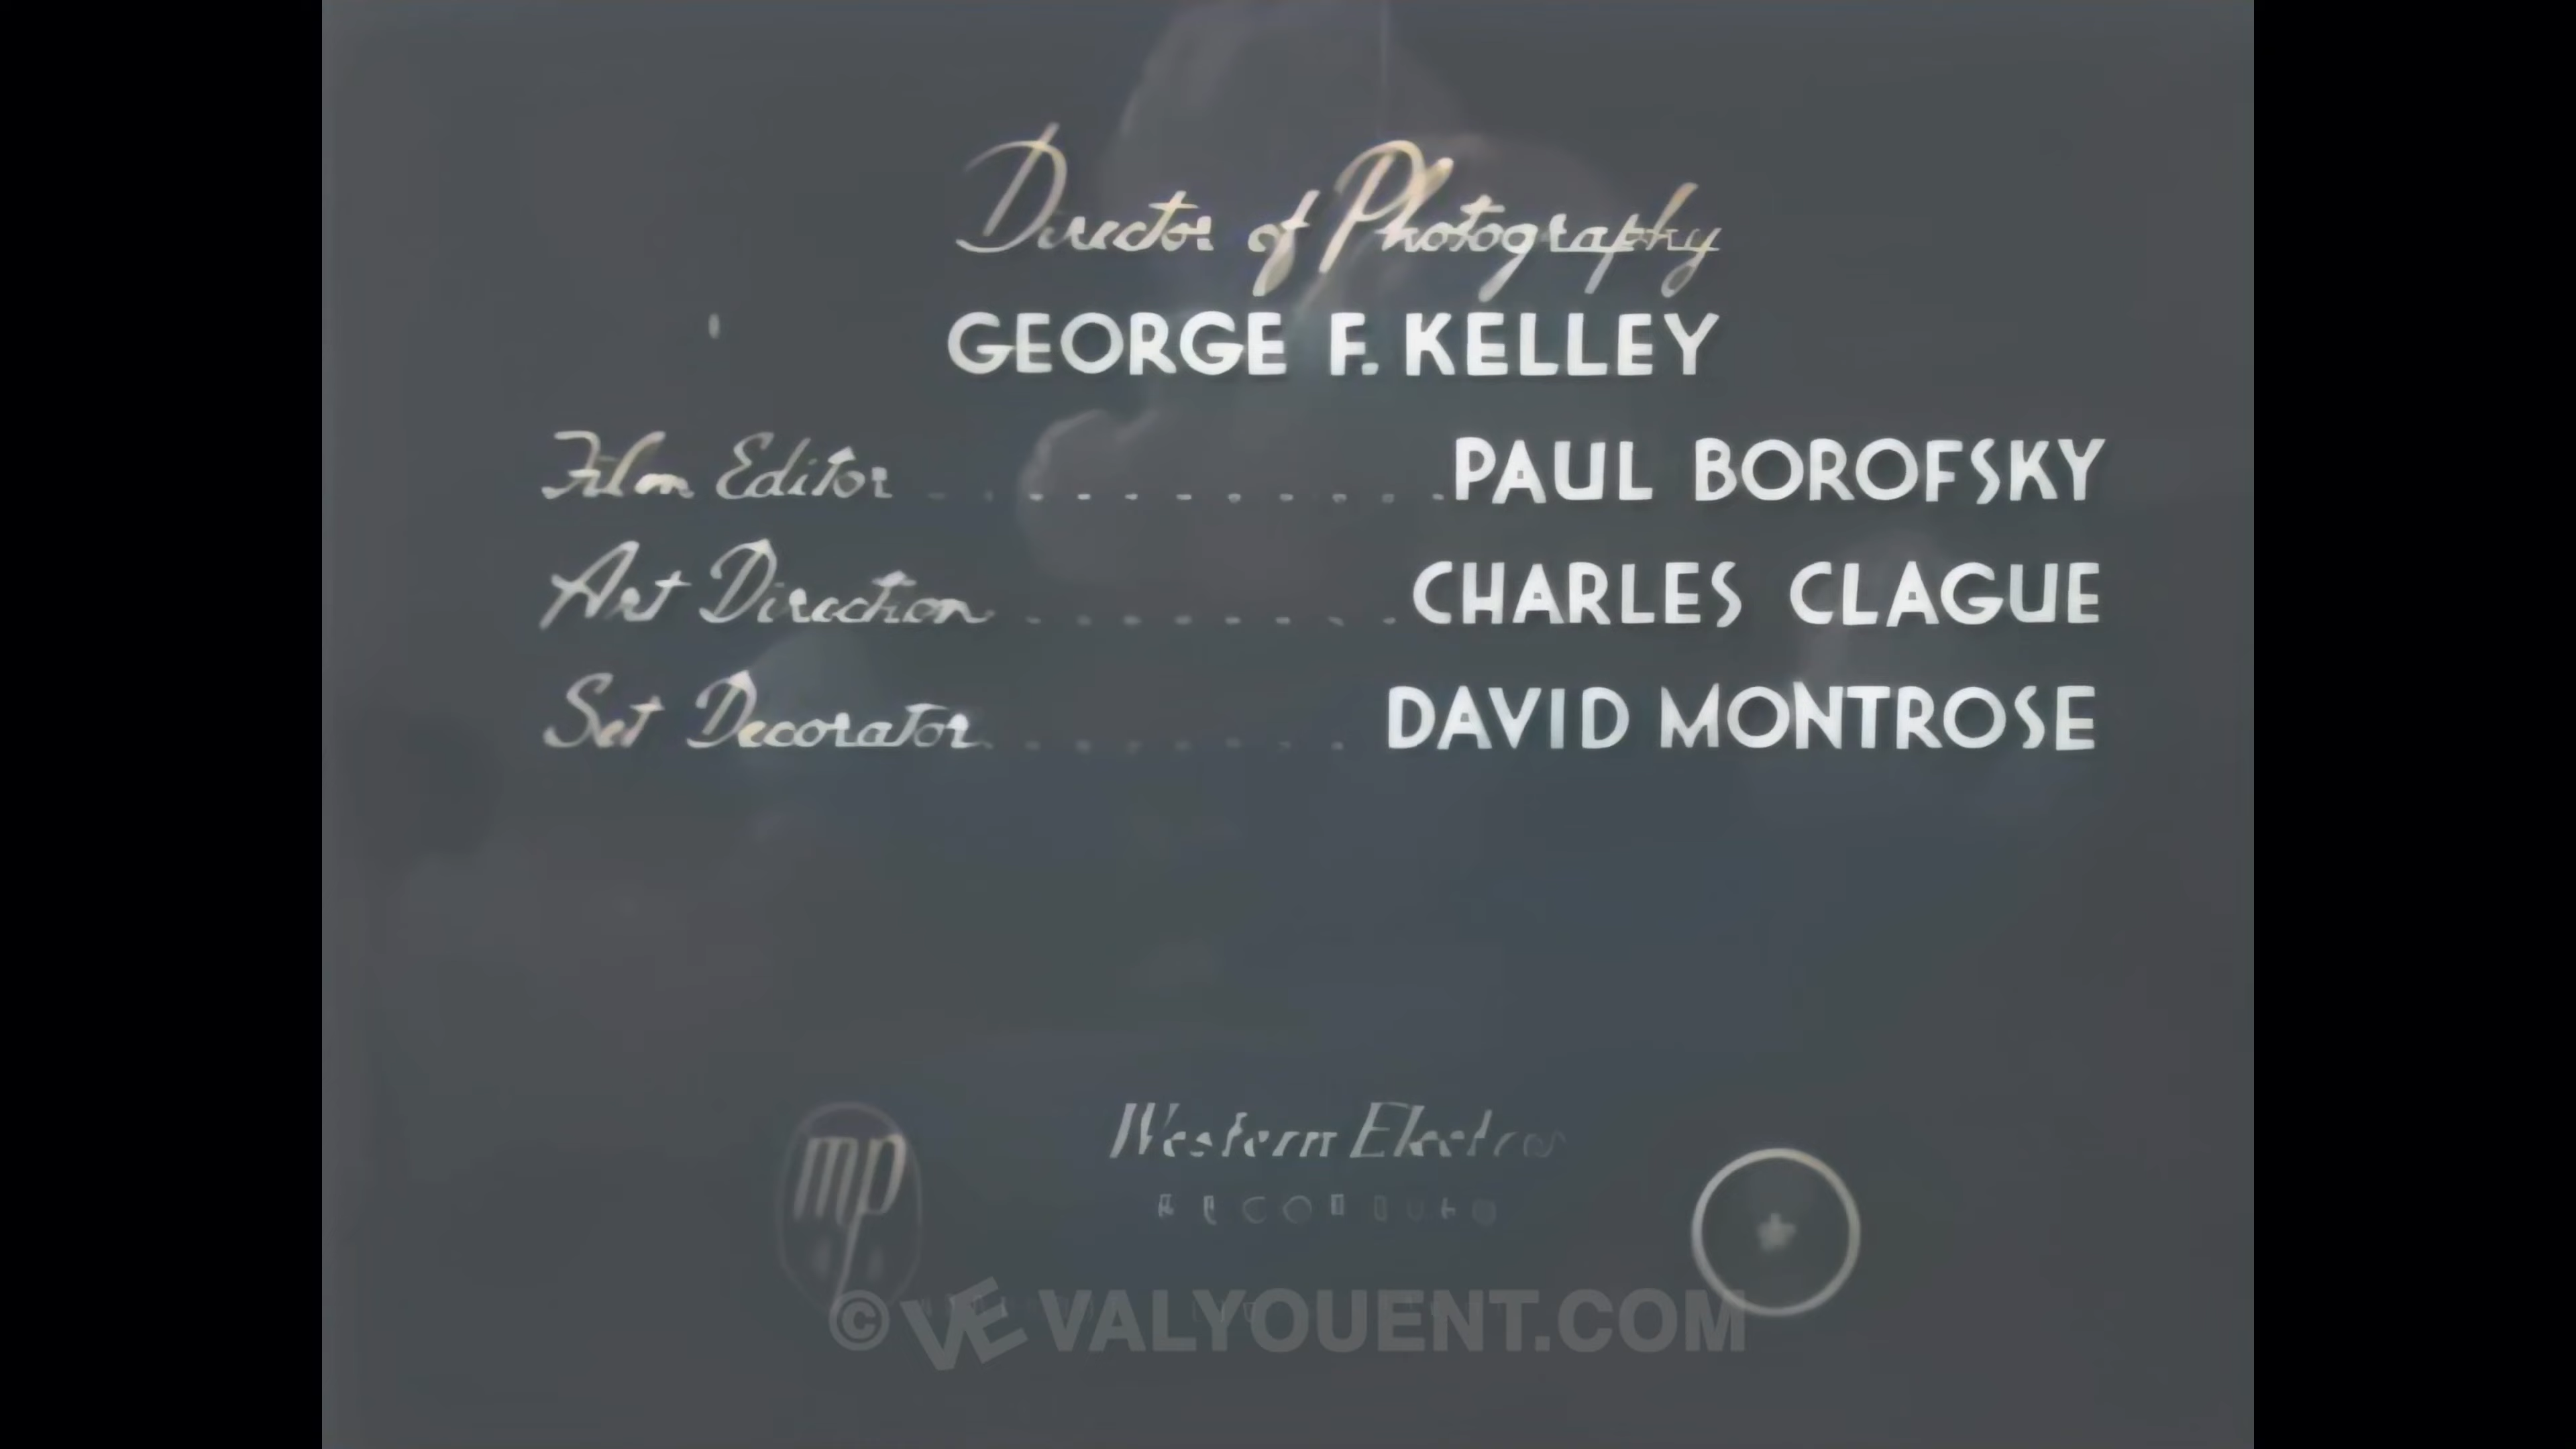 Director of Photography
GEORGE F. KELLEY
Film Editor . . . . . . . . . . . PAUL BOROFSKY
Art Direction . . . . . . . . CHARLES CLAGUE
Set Decorator . . . . . . . DAVID MONTROSE
mp
Western Electric
© VE VALYOUENT.COM